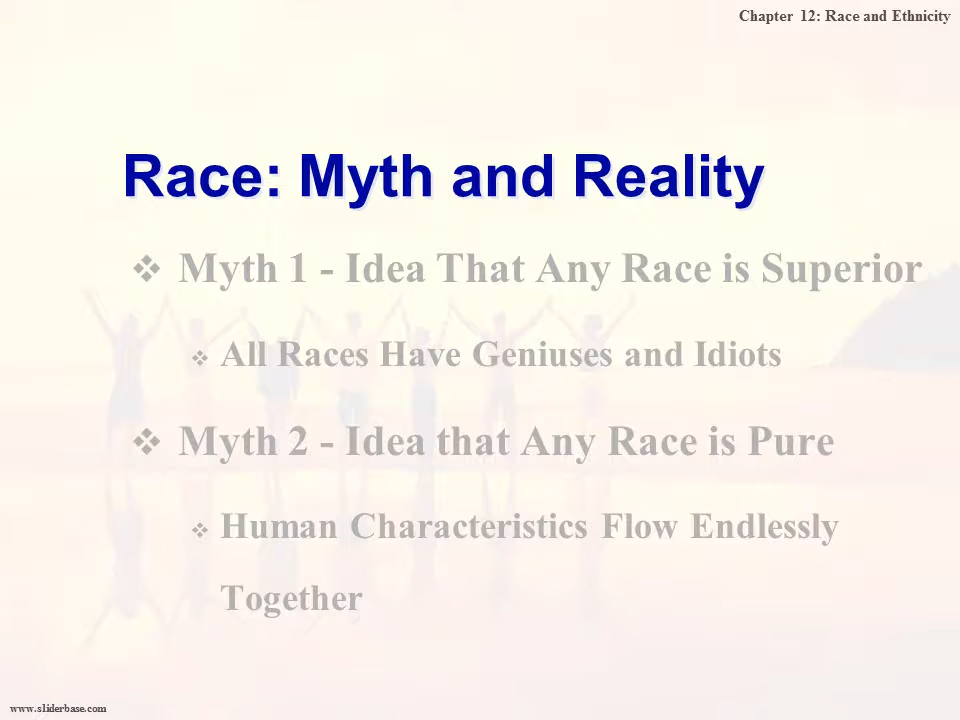 Chapter 12: Race and Ethnicity
Race: Myth and Reality
❖ Myth 1 - Idea That Any Race is Superior
❖ All Races Have Geniuses and Idiots
❖ Myth 2 - Idea that Any Race is Pure
❖ Human Characteristics Flow Endlessly
Together
www.sliderbase.com